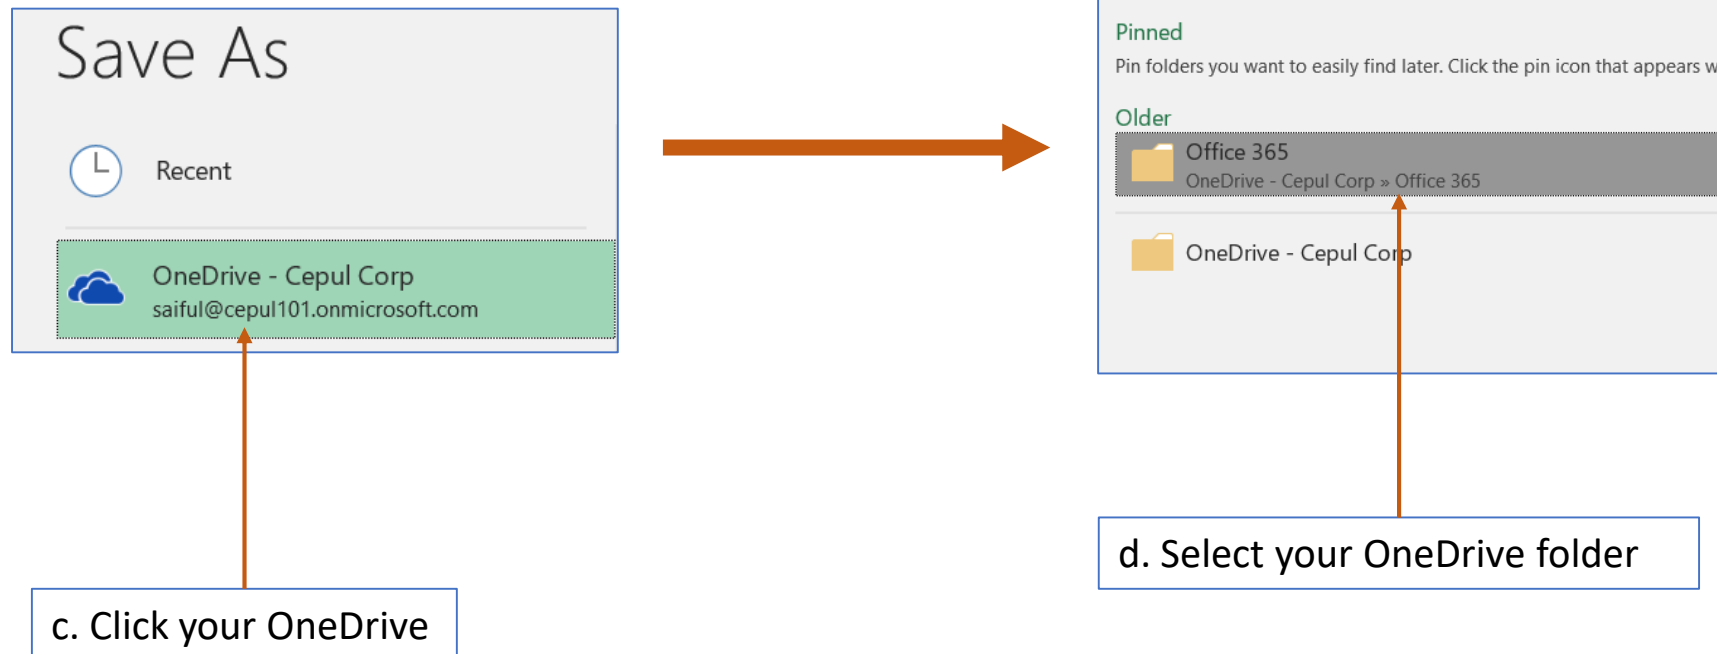 Save As
Recent
OneDrive - Cepul Corp
saiful@cepul101.onmicrosoft.com
c. Click your OneDrive
Pinned
Pin folders you want to easily find later. Click the pin icon that appears w
Older
Office 365
OneDrive - Cepul Corp » Office 365
OneDrive - Cepul Corp
d. Select your OneDrive folder